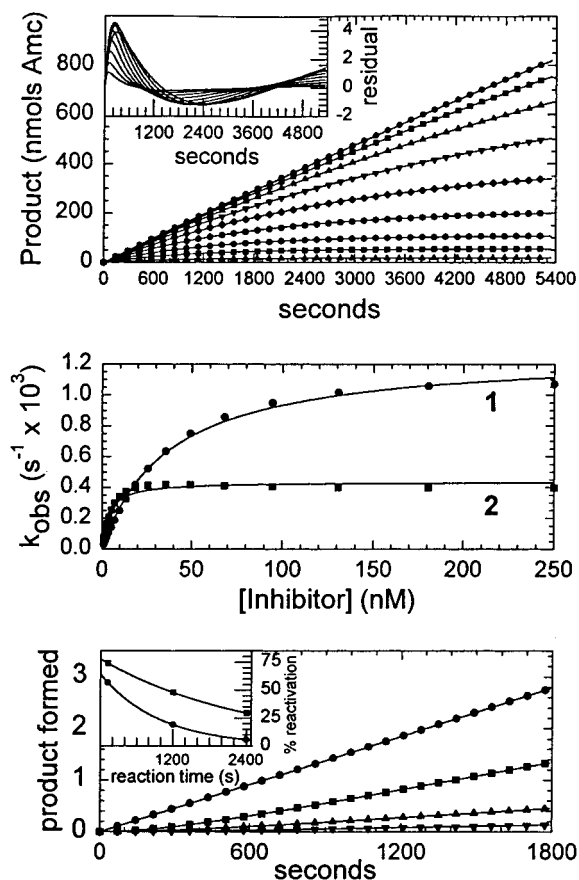 800
600
400
200
0
Product (nmols Amc)
4
2
0
-2
residual
1200 2400 3600 4800
seconds
0 600 1200 1800 2400 3000 3600 4200 4800 5400
seconds
1.2
1.0
0.8
0.6
0.4
0.2
0.0
kobs (s-1 x 103)
1
2
0 50 100 150 200 250
[Inhibitor] (nM)
3
2
1
0
product formed
75
50
25
0
% reactivation
1200 2400
reaction time (s)
0 600 1200 1800
seconds